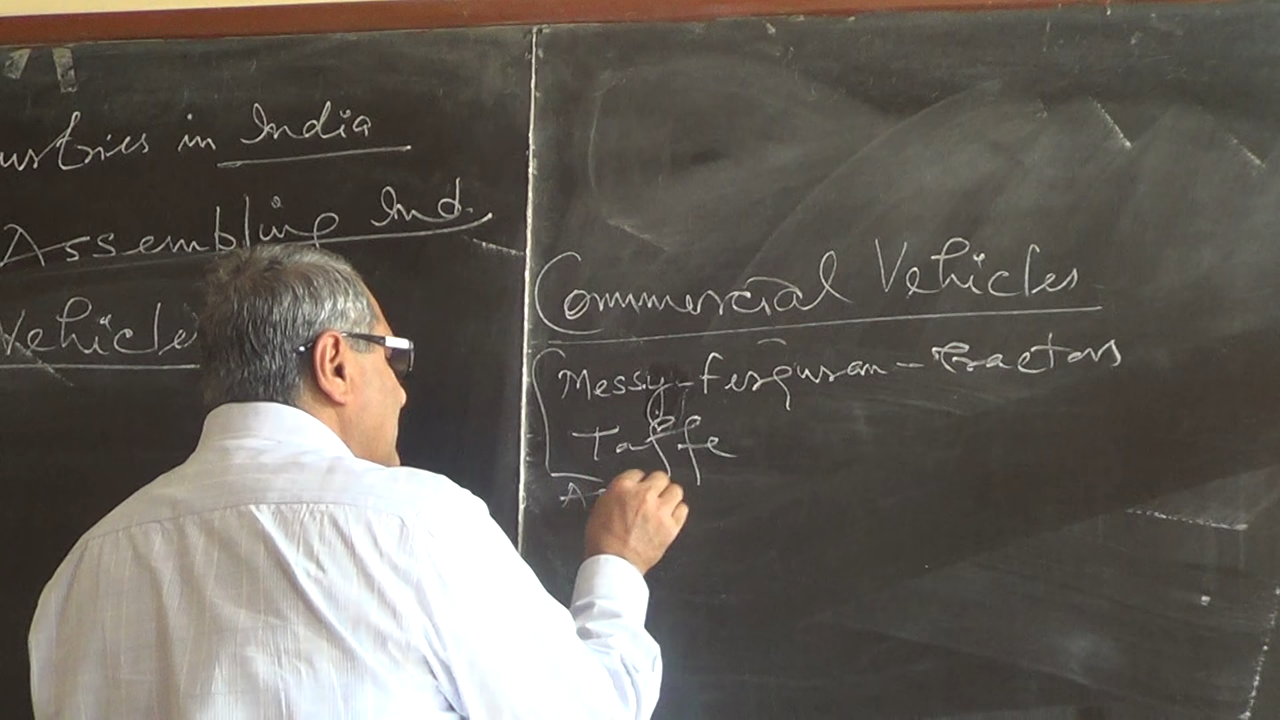 ustries in India
Assembling Ind.
Vehicle
Commercial Vehicles
Messy-Ferguson - Tractors
Taffe
A